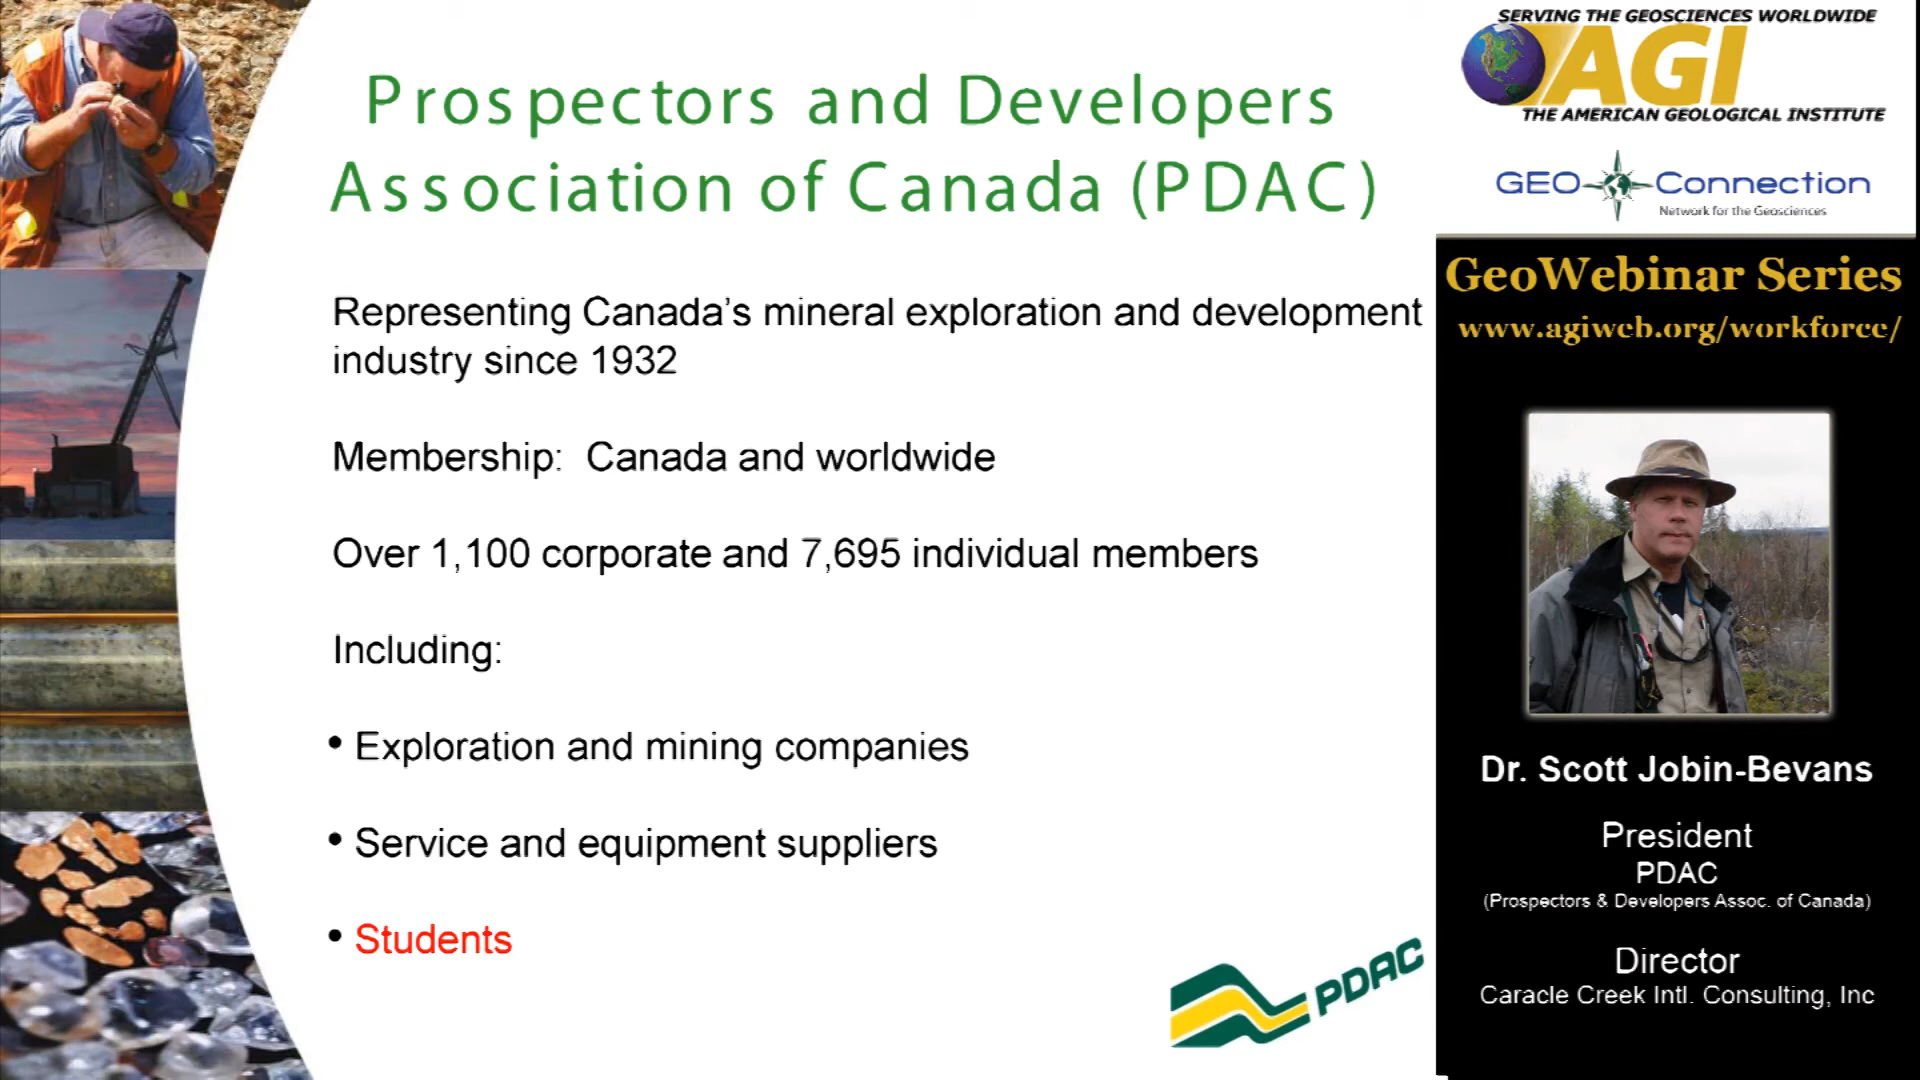 Prospectors and Developers
Association of Canada (PDAC)
Representing Canada's mineral exploration and development
industry since 1932
Membership: Canada and worldwide
Over 1,100 corporate and 7,695 individual members
Including:
• Exploration and mining companies
• Service and equipment suppliers
• Students
PDAC
SERVING THE GEOSCIENCES WORLDWIDE
AGI
THE AMERICAN GEOLOGICAL INSTITUTE
GEO Connection
Network for the Geosciences
GeoWebinar Series
www.agiweb.org/workforce/
Dr. Scott Jobin-Bevans
President
PDAC
(Prospectors & Developers Assoc. of Canada)
Director
Caracle Creek Intl. Consulting, Inc